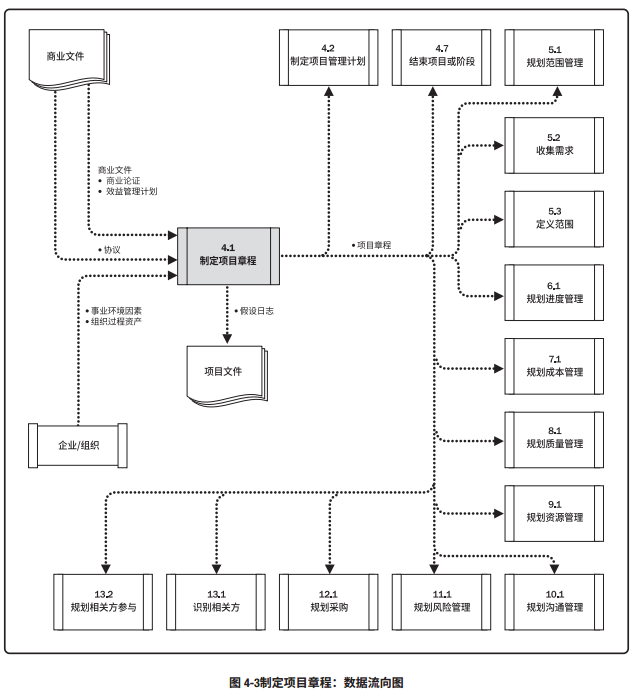 商业文件
4.2
制定项目管理计划
4.7
结束项目或阶段
5.1
规划范围管理
商业文件
• 商业论证
• 效益管理计划
5.2
收集需求
5.3
定义范围
• 协议
4.1
制定项目章程
• 项目章程
6.1
规划进度管理
• 事业环境因素
• 组织过程资产
• 假设日志
项目文件
7.1
规划成本管理
企业/组织
8.1
规划质量管理
9.1
规划资源管理
13.2
规划相关方参与
13.1
识别相关方
12.1
规划采购
11.1
规划风险管理
10.1
规划沟通管理
图 4-3制定项目章程：数据流向图